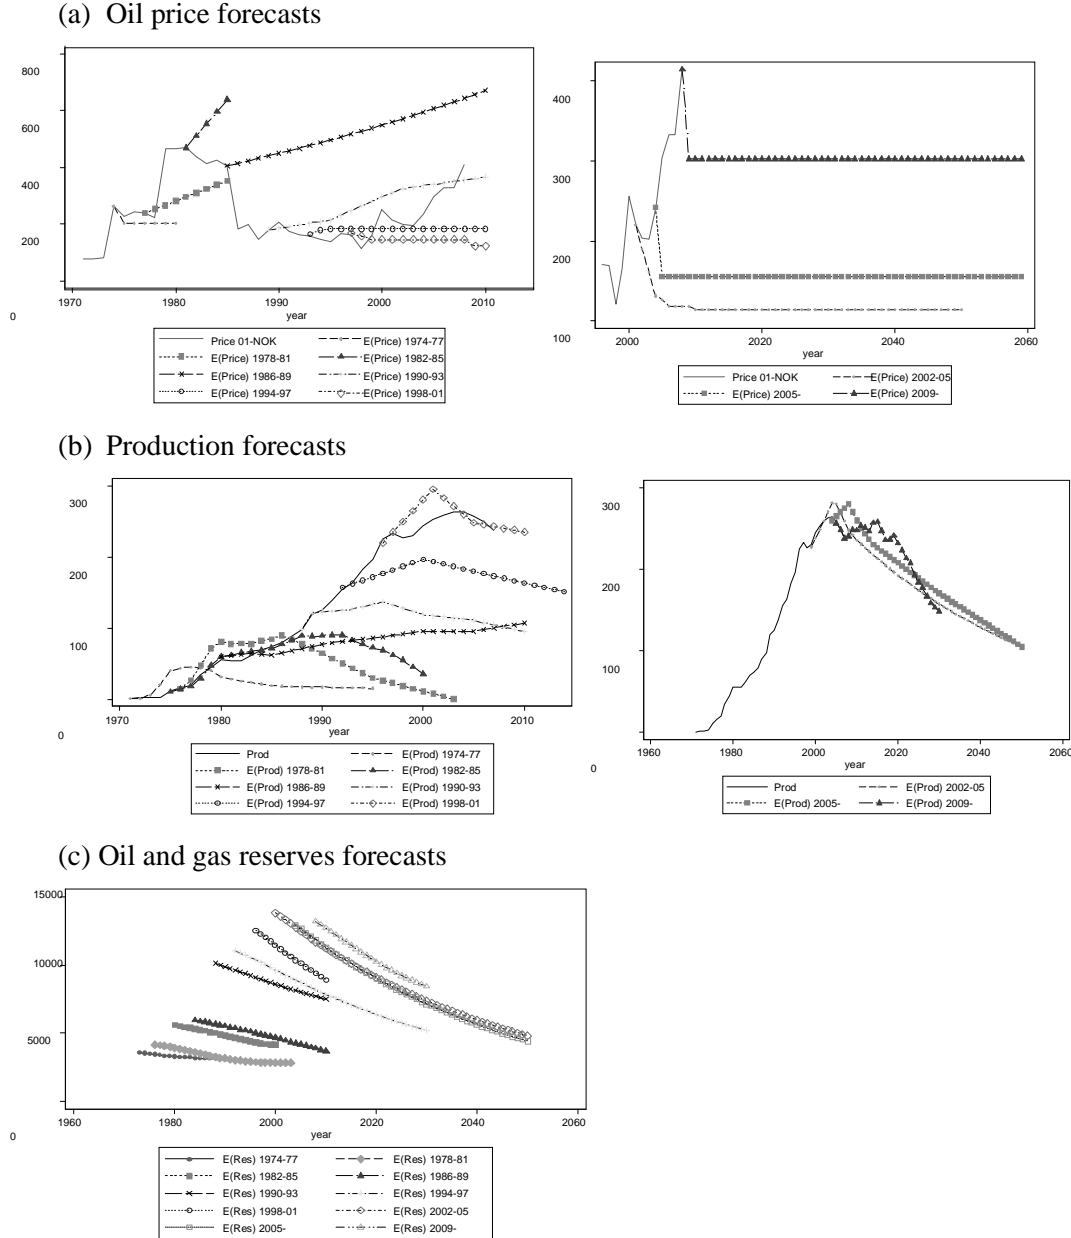 (a) Oil price forecasts
800
600
400
200
0
1970 1980 1990 2000 2010
year
Price 01-NOK E(Price) 1974-77
E(Price) 1978-81 E(Price) 1982-85
E(Price) 1986-89 E(Price) 1990-93
E(Price) 1994-97 E(Price) 1998-01
400
300
200
100
2000 2020 2040 2060
year
Price 01-NOK E(Price) 2002-05
E(Price) 2005- E(Price) 2009-
(b) Production forecasts
300
200
100
0
1970 1980 1990 2000 2010
year
Prod E(Prod) 1974-77
E(Prod) 1978-81 E(Prod) 1982-85
E(Prod) 1986-89 E(Prod) 1990-93
E(Prod) 1994-97 E(Prod) 1998-01
300
200
100
0
1960 1980 2000 2020 2040 2060
year
Prod E(Prod) 2002-05
E(Prod) 2005- E(Prod) 2009-
(c) Oil and gas reserves forecasts
15000
10000
5000
0
1960 1980 2000 2020 2040 2060
year
E(Res) 1974-77 E(Res) 1978-81
E(Res) 1982-85 E(Res) 1986-89
E(Res) 1990-93 E(Res) 1994-97
E(Res) 1998-01 E(Res) 2002-05
E(Res) 2005- E(Res) 2009-